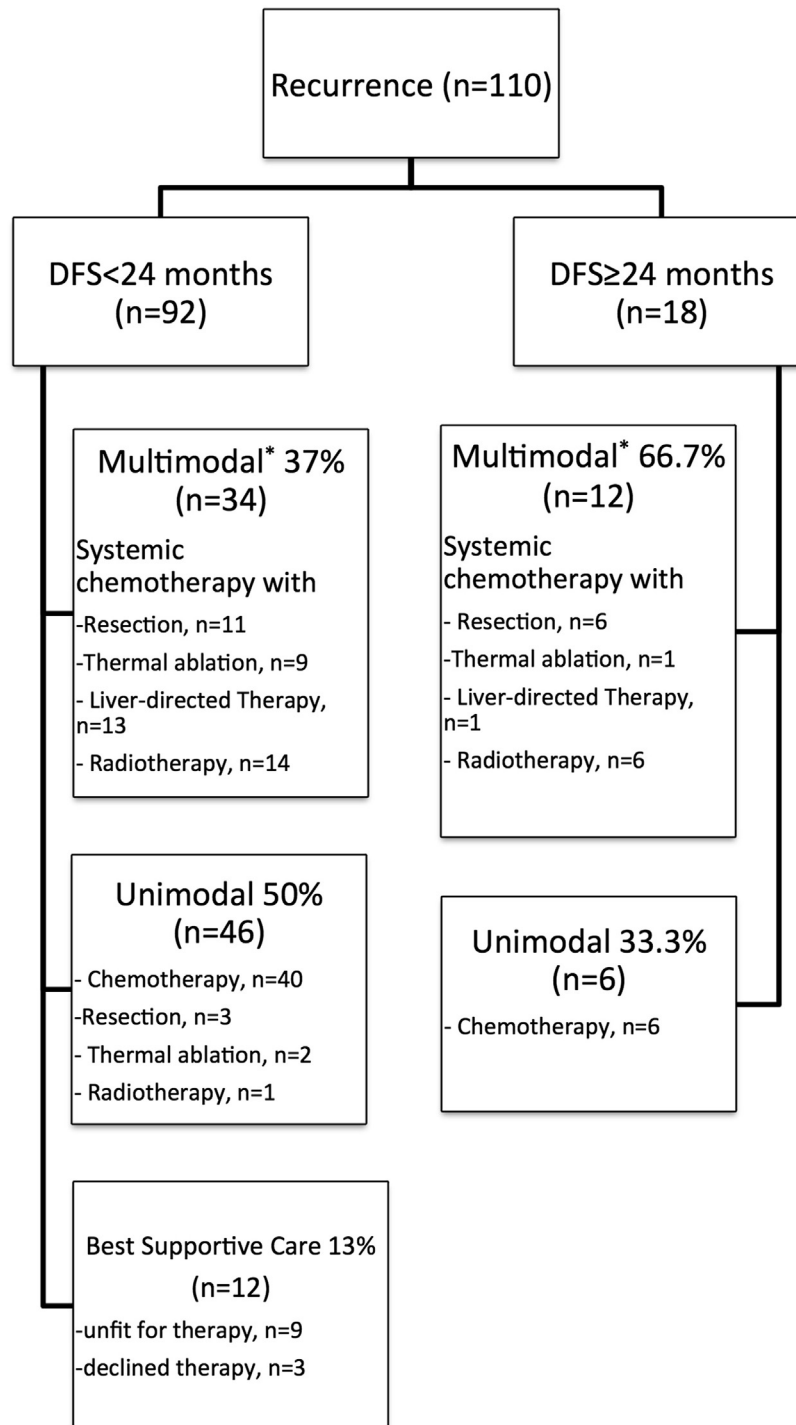 Recurrence (n=110)
DFS<24 months
(n=92)
DFS≥24 months
(n=18)
Multimodal* 37%
(n=34)
Systemic
chemotherapy with
-Resection, n=11
-Thermal ablation, n=9
- Liver-directed Therapy,
n=13
- Radiotherapy, n=14
Multimodal* 66.7%
(n=12)
Systemic
chemotherapy with
- Resection, n=6
-Thermal ablation, n=1
- Liver-directed Therapy,
n=1
- Radiotherapy, n=6
Unimodal 50%
(n=46)
- Chemotherapy, n=40
-Resection, n=3
- Thermal ablation, n=2
- Radiotherapy, n=1
Unimodal 33.3%
(n=6)
- Chemotherapy, n=6
Best Supportive Care 13%
(n=12)
-unfit for therapy, n=9
-declined therapy, n=3